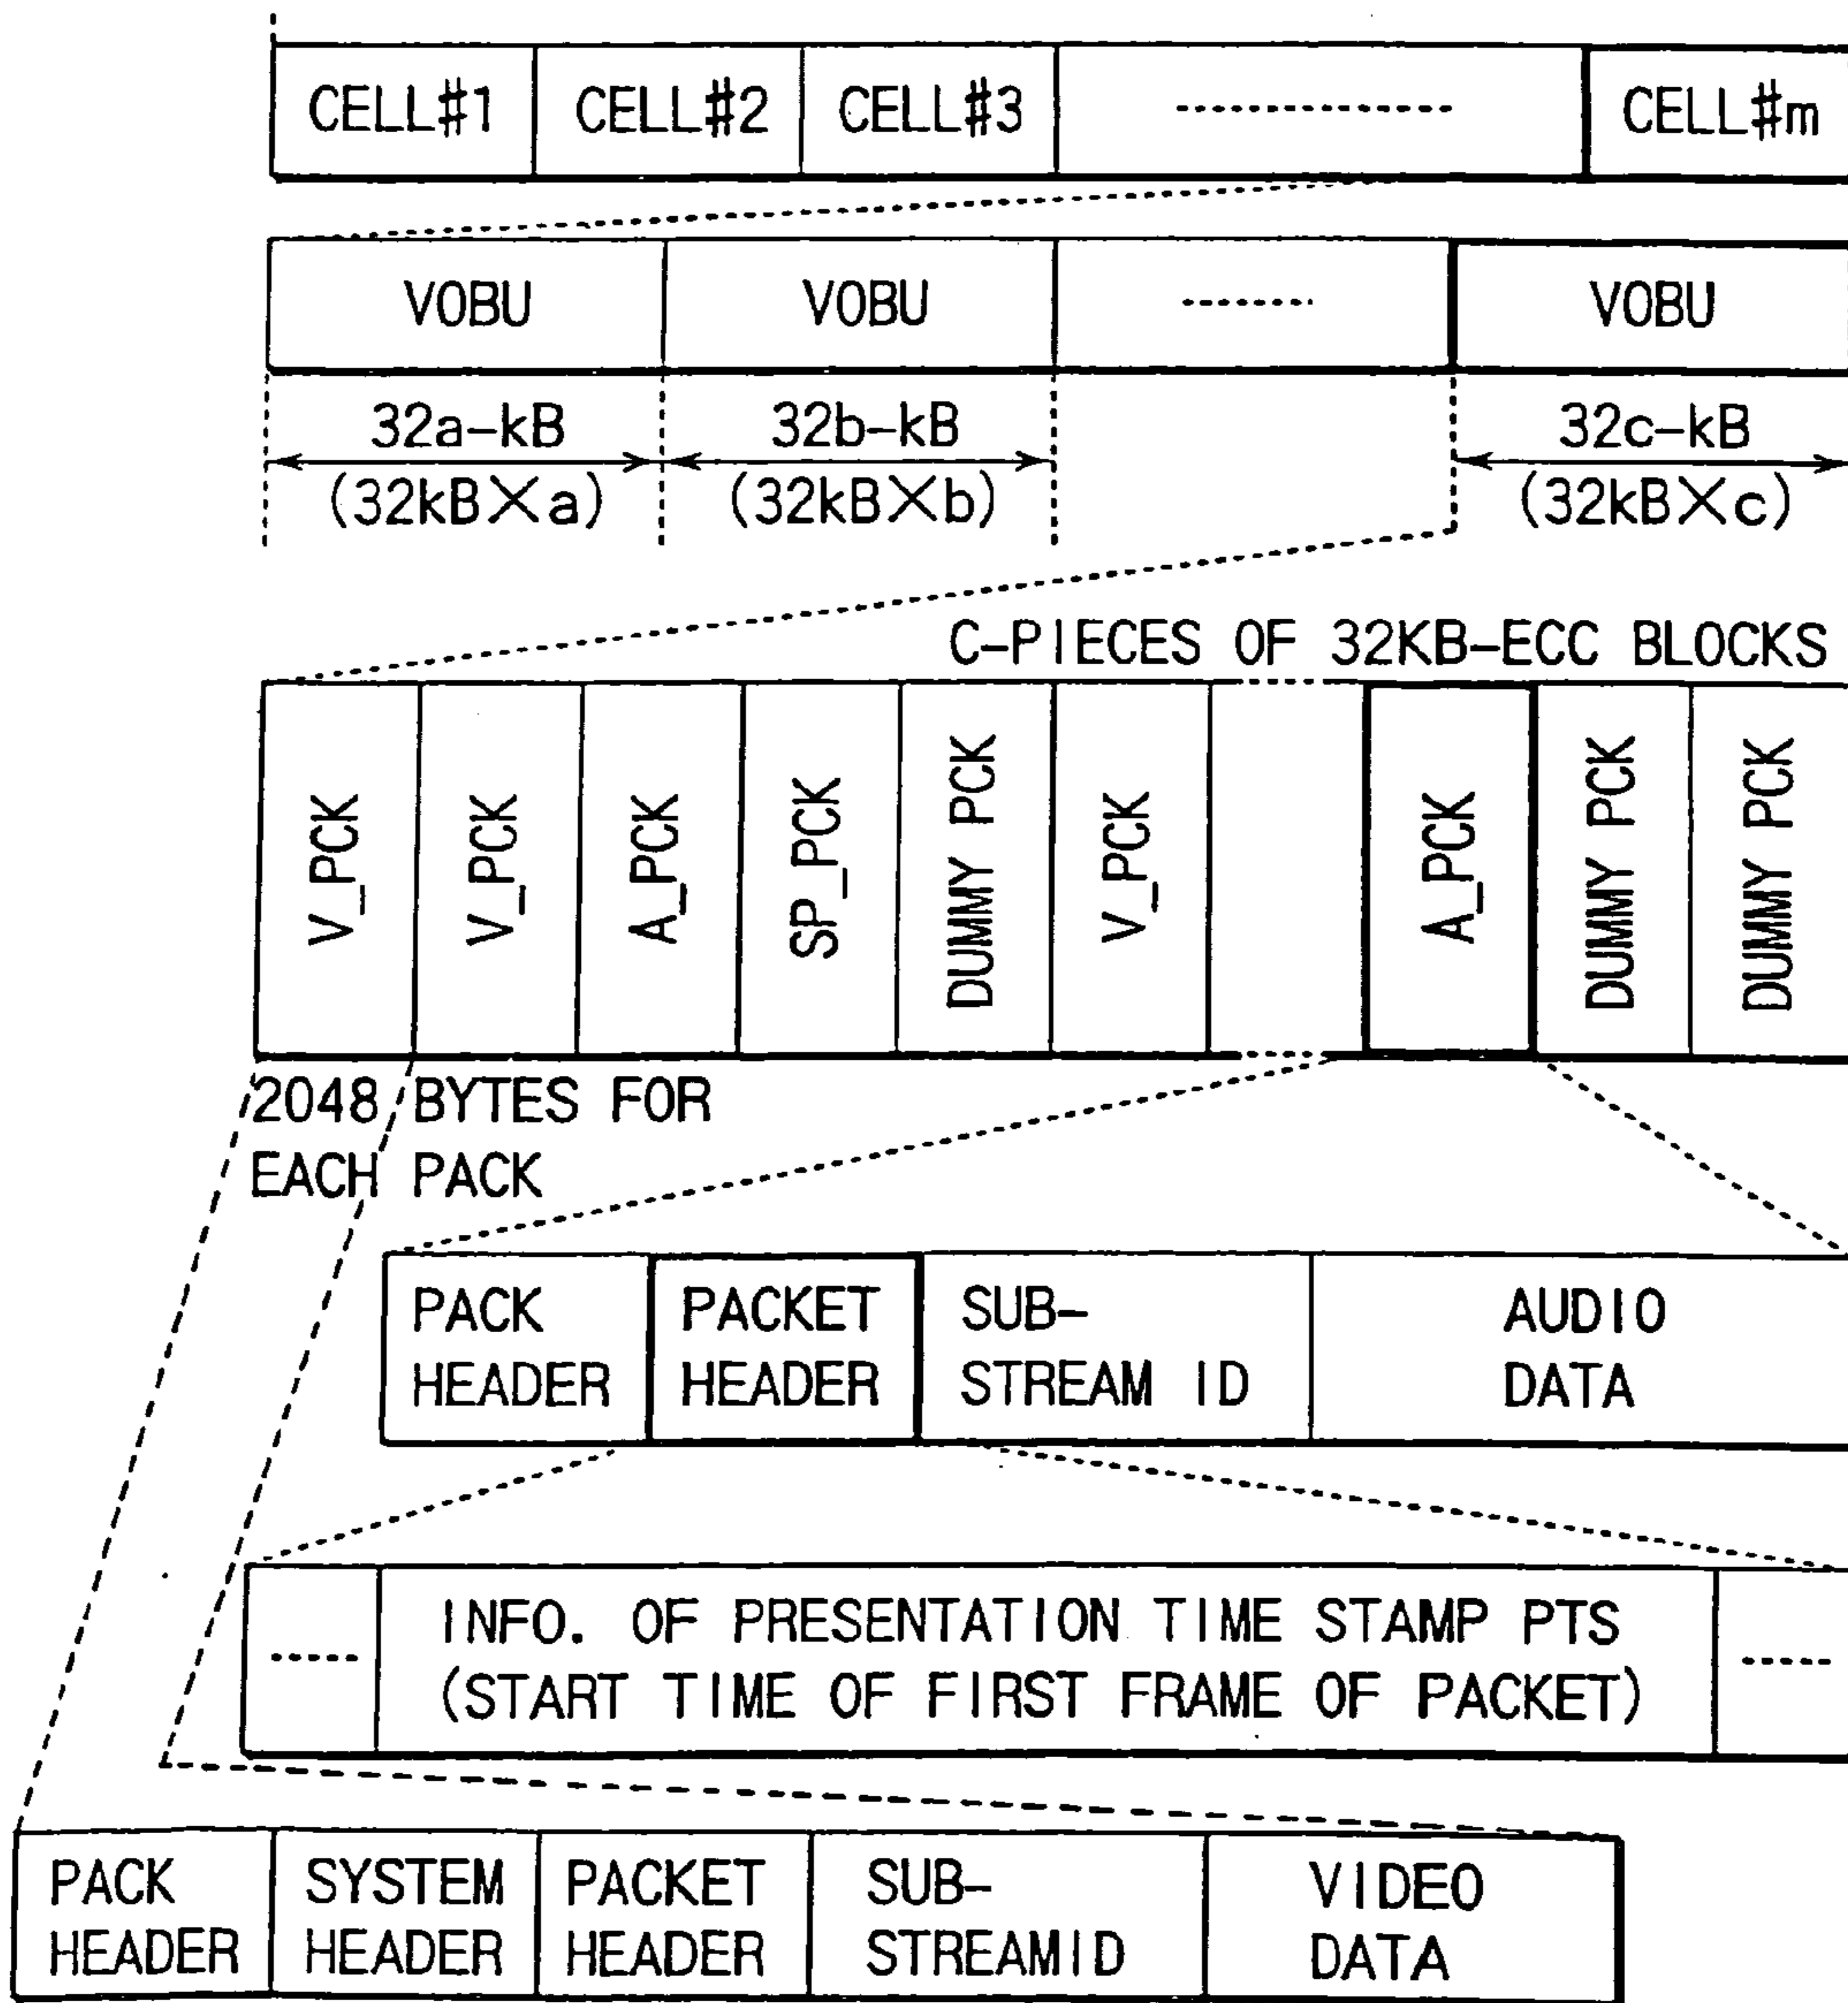 CELL#1 CELL#2 CELL#3 CELL#m
VOBU VOBU VOBU
32a-kB 32b-kB 32c-kB
(32kB×a) (32kB×b) (32kB×c)
C-PIECES OF 32KB-ECC BLOCKS
V_PCK V_PCK A_PCK SP_PCK DUMMY PCK V_PCK A_PCK DUMMY PCK DUMMY PCK
2048 BYTES FOR
EACH PACK
PACK PACKET SUB- AUDIO
HEADER HEADER STREAM ID DATA
INFO. OF PRESENTATION TIME STAMP PTS
(START TIME OF FIRST FRAME OF PACKET)
PACK SYSTEM PACKET SUB- VIDEO
HEADER HEADER HEADER STREAMID DATA